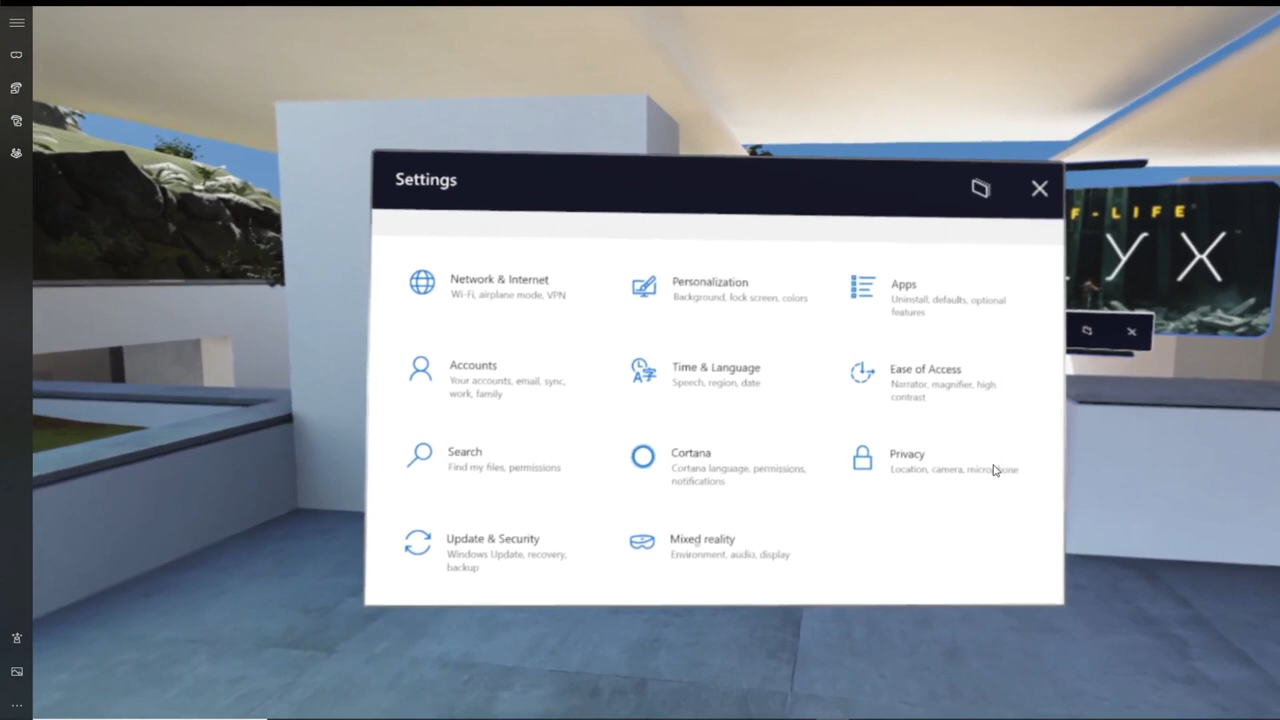 Settings
Network & Internet
Wi-Fi, airplane mode, VPN
Personalization
Background, lock screen, colors
Apps
Uninstall, defaults, optional
features
Accounts
Your accounts, email, sync,
work, family
Time & Language
Speech, region, date
Ease of Access
Narrator, magnifier, high
contrast
Search
Find my files, permissions
Cortana
Cortana language, permissions,
notifications
Privacy
Location, camera, microphone
Update & Security
Windows Update, recovery,
backup
Mixed reality
Environment, audio, display
F-LIFE
YX